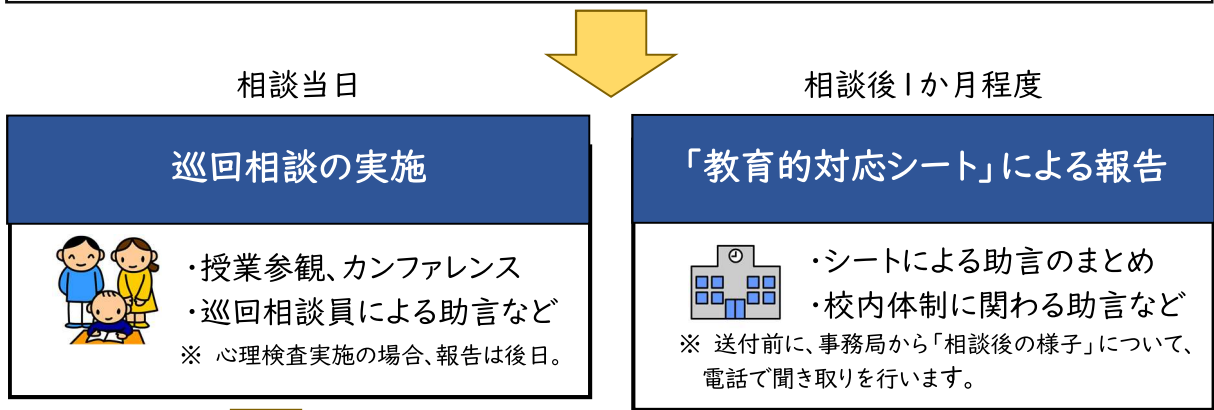 相談当日
巡回相談の実施
・授業参観、カンファレンス
・巡回相談員による助言など
※ 心理検査実施の場合、報告は後日。
相談後1か月程度
「教育的対応シート」による報告
・シートによる助言のまとめ
・校内体制に関わる助言など
※ 送付前に、事務局から「相談後の様子」について、
電話で聞き取りを行います。